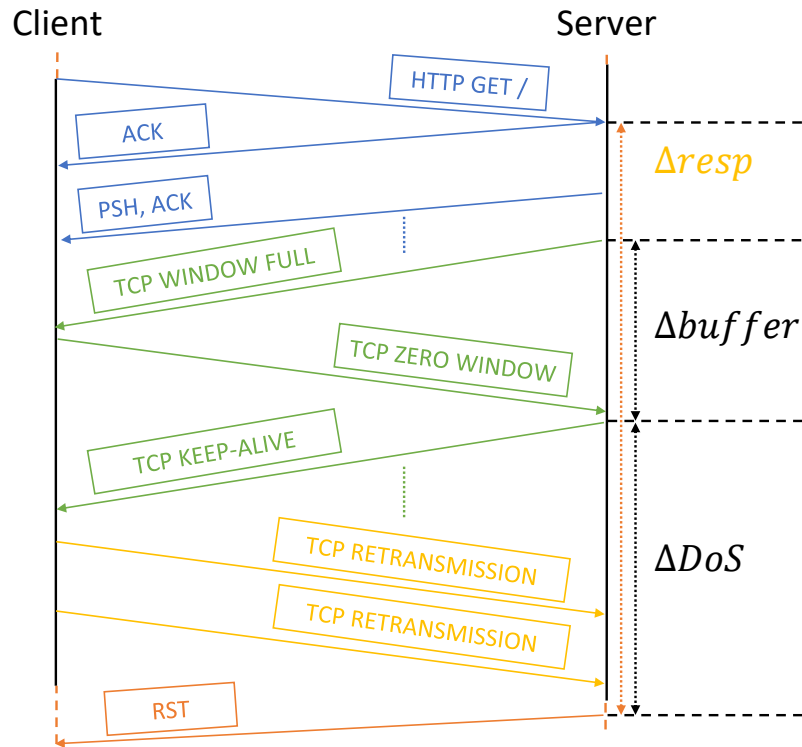 Client
Server
HTTP GET /
ACK
Δresp
PSH, ACK
TCP WINDOW FULL
Δbuffer
TCP ZERO WINDOW
TCP KEEP-ALIVE
TCP RETRANSMISSION
ΔDoS
TCP RETRANSMISSION
RST